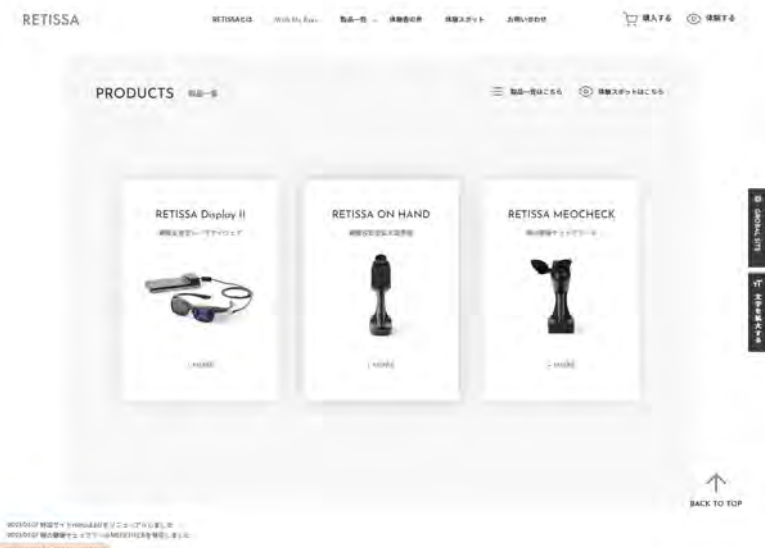 RETISSA
RETISSAとは With My Eyes 製品一覧 体験者の声 体験スポット お問い合わせ 購入する 体験する
PRODUCTS 製品一覧
製品一覧はこちら 体験スポットはこちら
RETISSA Display II
RETISSA ON HAND
RETISSA MEOCHECK
MORE
MORE
MORE
GLOBAL SITE
文字を拡大する
BACK TO TOP